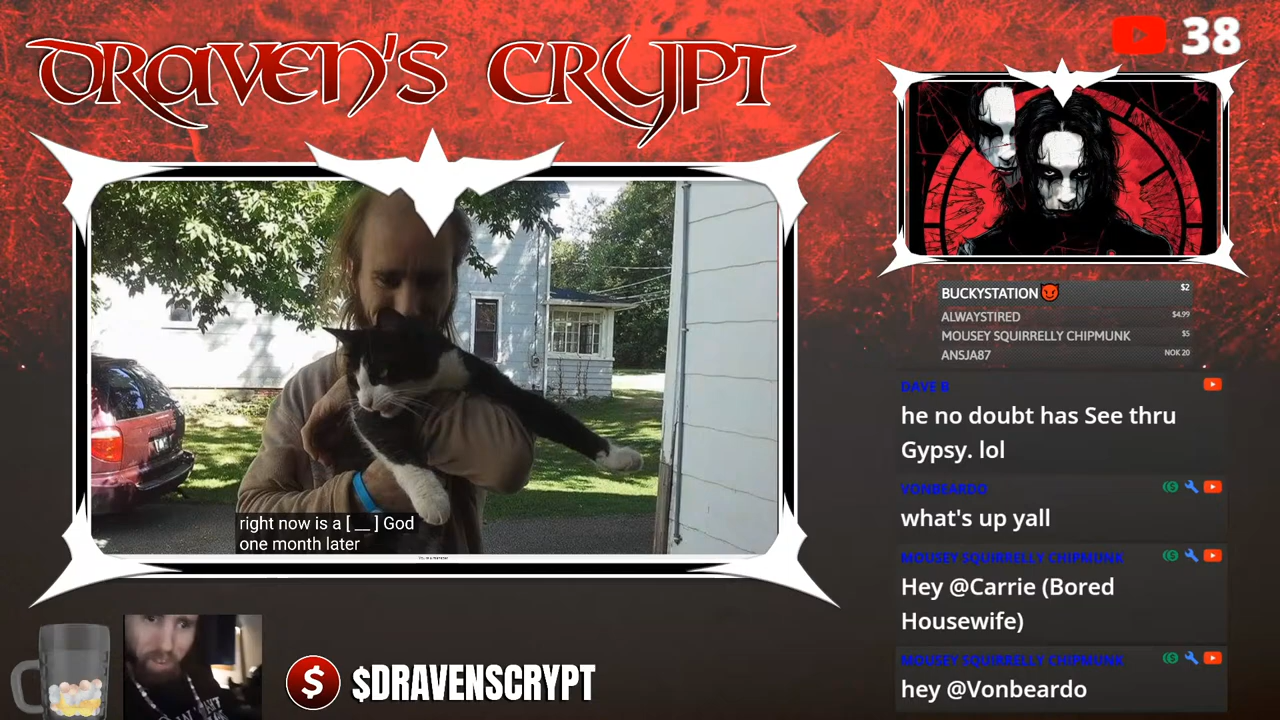 DRAVEN'S CRYPT
38
right now is a [ __ ] God
one month later
BUCKYSTATION $2
ALWAYSTIRED $4.99
MOUSEY SQUIRRELLY CHIPMUNK $5
ANSJA87 NOK 20
DAVE B
he no doubt has See thru
Gypsy. lol
VONBEARDO
what's up yall
MOUSEY SQUIRRELLY CHIPMUNK
Hey @Carrie (Bored
Housewife)
MOUSEY SQUIRRELLY CHIPMUNK
hey @Vonbeardo
$ $DRAVENSCRYPT